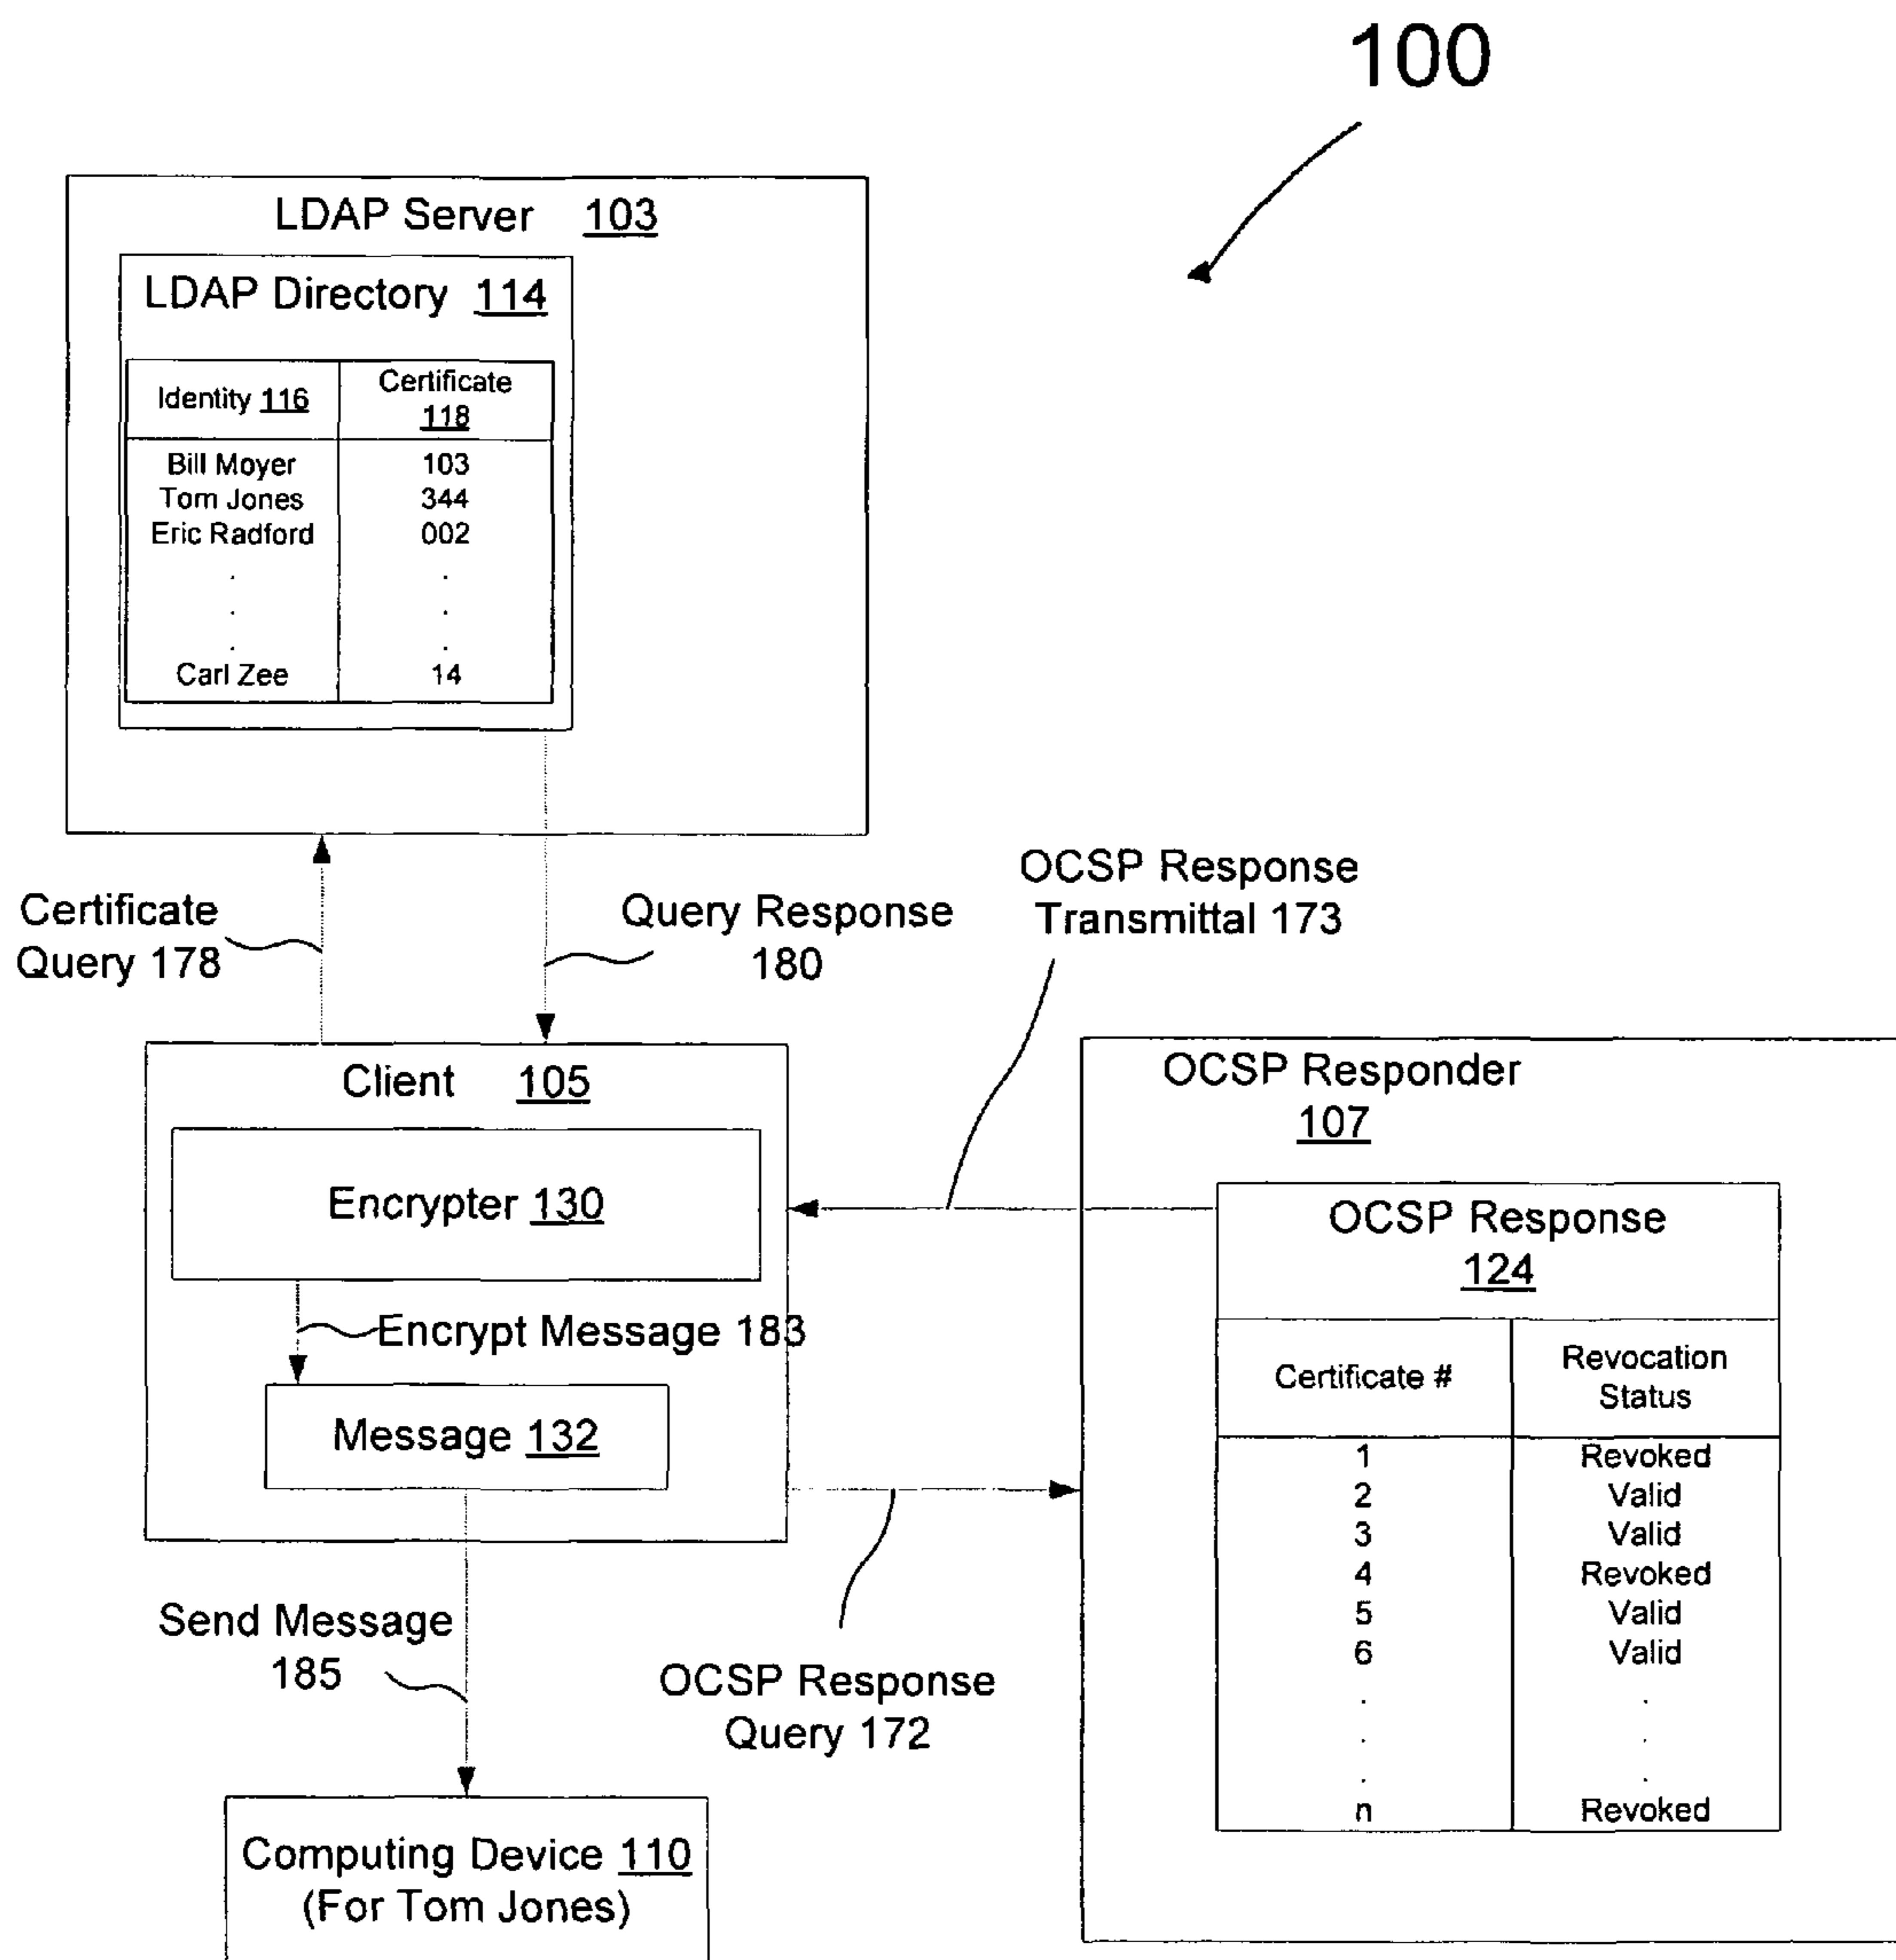 100
LDAP Server 103
LDAP Directory 114
Identity 116 Certificate 118
Bill Moyer 103
Tom Jones 344
Eric Radford 002
. .
. .
. .
Carl Zee 14
Certificate
Query 178
Query Response
180
OCSP Response
Transmittal 173
Client 105
Encrypter 130
Encrypt Message 183
Message 132
OCSP Responder
107
OCSP Response
124
Certificate # Revocation Status
1 Revoked
2 Valid
3 Valid
4 Revoked
5 Valid
6 Valid
. .
. .
. .
n Revoked
Send Message
185
OCSP Response
Query 172
Computing Device 110
(For Tom Jones)